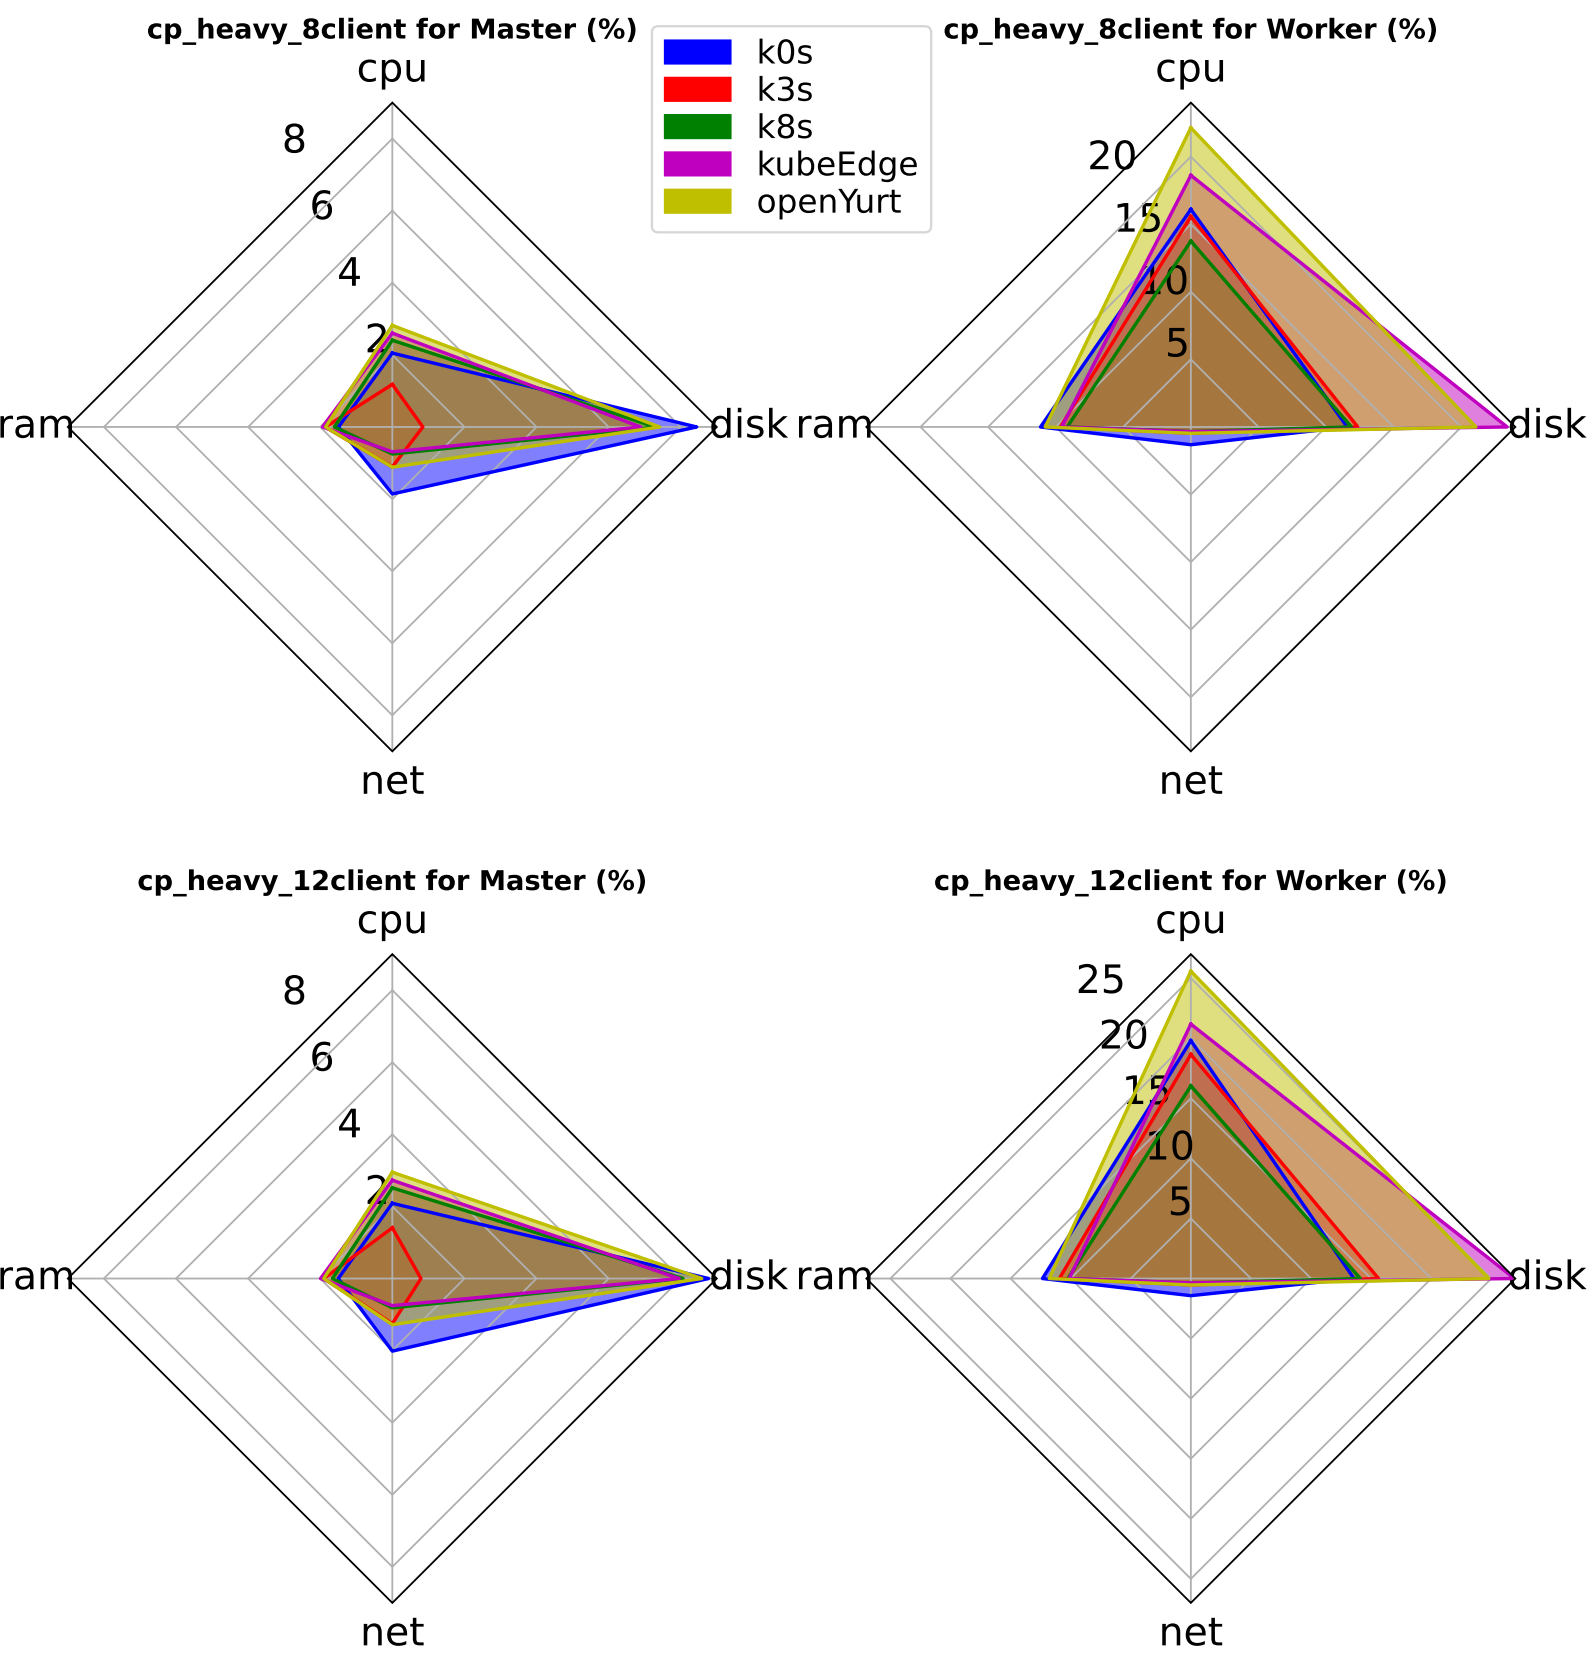 cp_heavy_8client for Master (%)
cpu
8
6
4
2
ram
disk
net
k0s
k3s
k8s
kubeEdge
openYurt
cp_heavy_8client for Worker (%)
cpu
20
15
10
5
ram
disk
net
cp_heavy_12client for Master (%)
cpu
8
6
4
2
ram
disk
net
cp_heavy_12client for Worker (%)
cpu
25
20
15
10
5
ram
disk
net